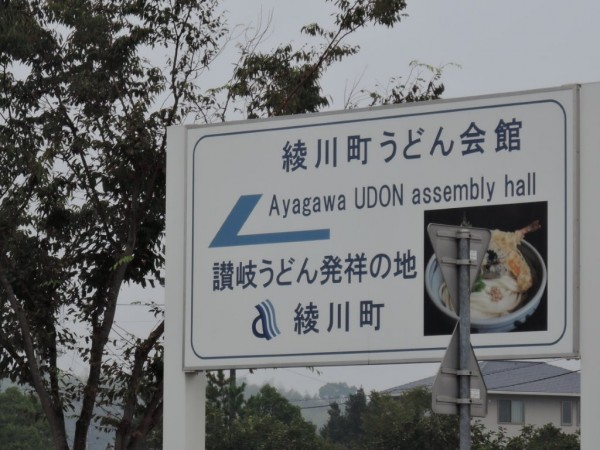 綾川町うどん会館
Ayagawa UDON assembly hall
讃岐うどん発祥の地
綾川町